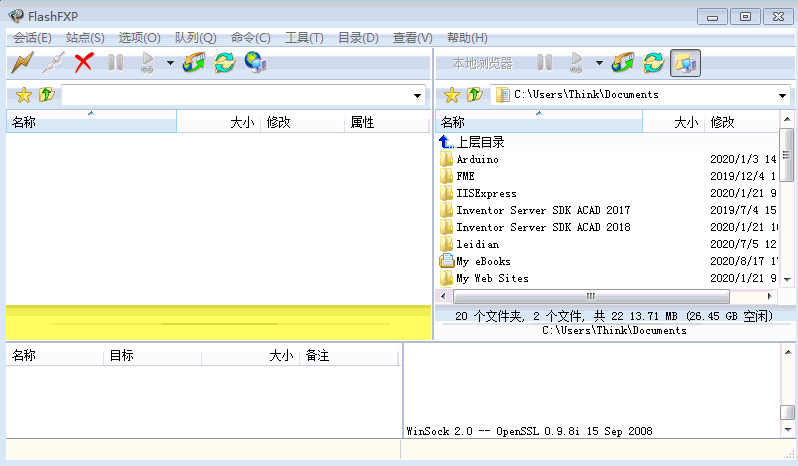 FlashFXP
会话(E) 站点(S) 选项(O) 队列(Q) 命令(C) 工具(T) 目录(D) 查看(V) 帮助(H)
本地浏览器
C:\Users\Think\Documents
名称 大小 修改 属性
名称 大小 修改
上层目录
Arduino 2020/1/3 14
FME 2019/12/4 1
IISExpress 2020/1/21 9
Inventor Server SDK ACAD 2017 2019/7/4 15
Inventor Server SDK ACAD 2018 2020/1/21 10
leidian 2020/7/5 12
My eBooks 2020/8/17 17
My Web Sites 2020/1/21 9
20 个文件夹, 2 个文件, 共 22 13.71 MB (26.45 GB 空闲)
C:\Users\Think\Documents
名称 目标 大小 备注
WinSock 2.0 -- OpenSSL 0.9.8i 15 Sep 2008